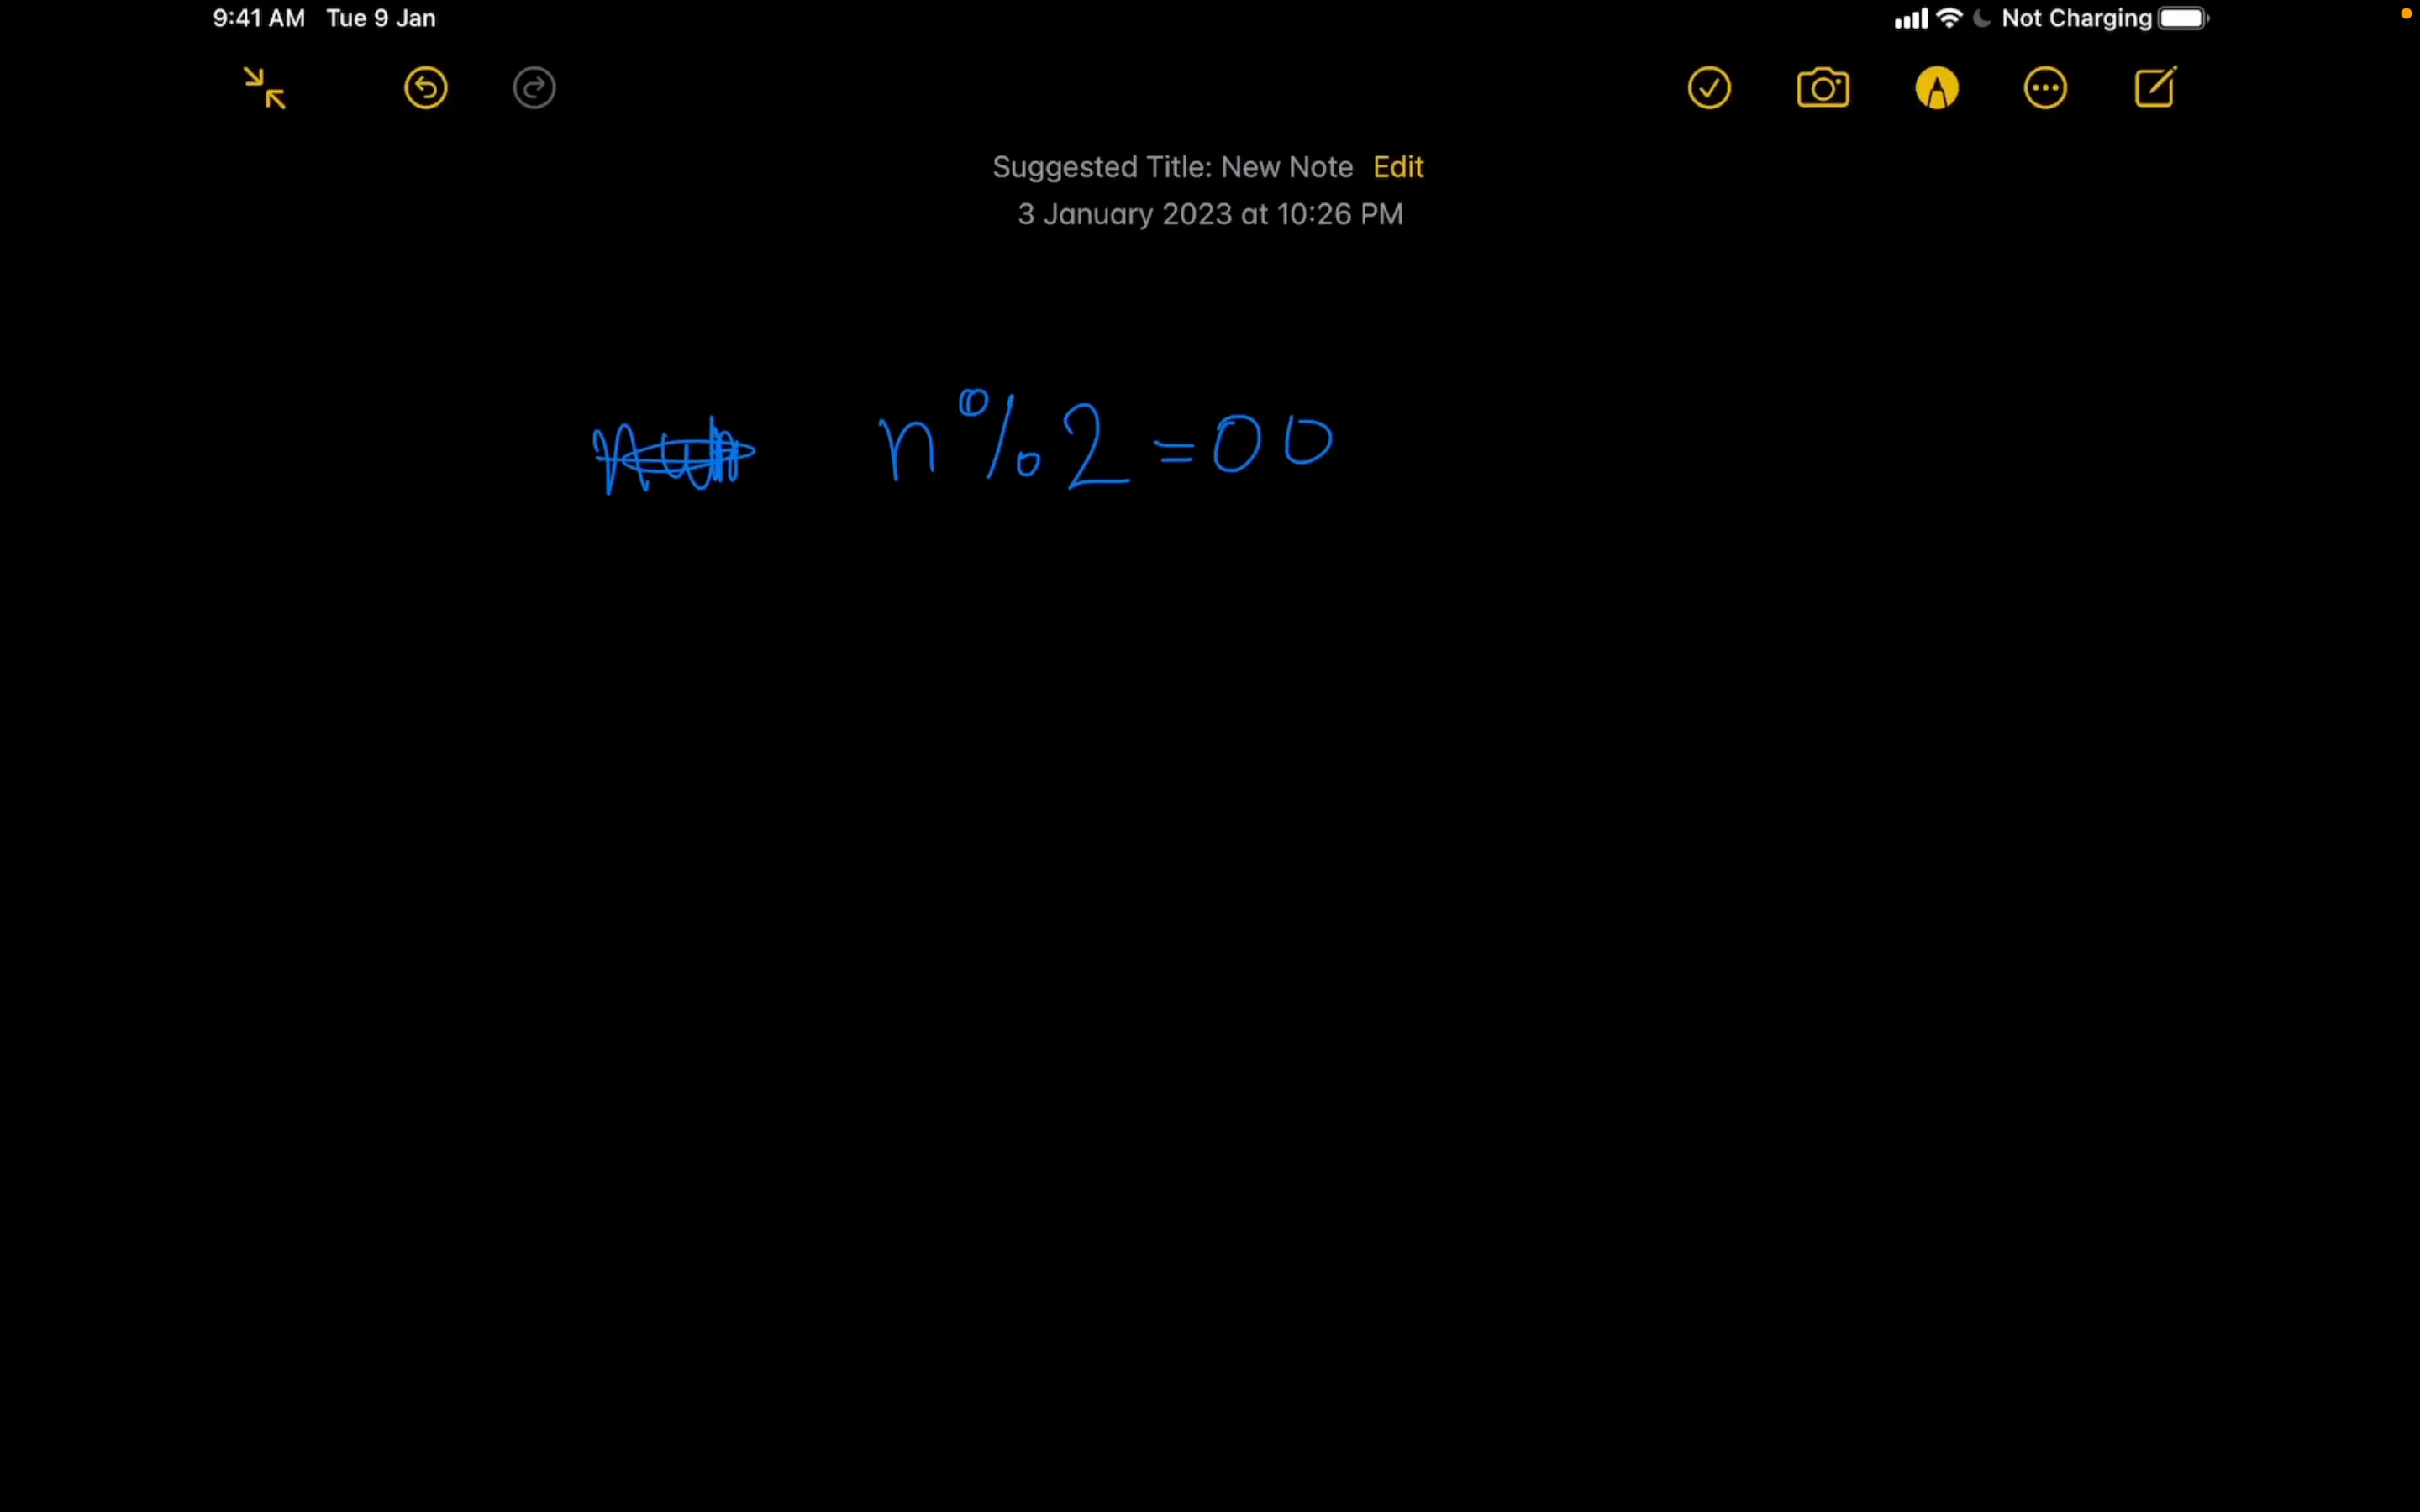 9:41 AM Tue 9 Jan Not Charging
Suggested Title: New Note Edit
3 January 2023 at 10:26 PM
n%2=00